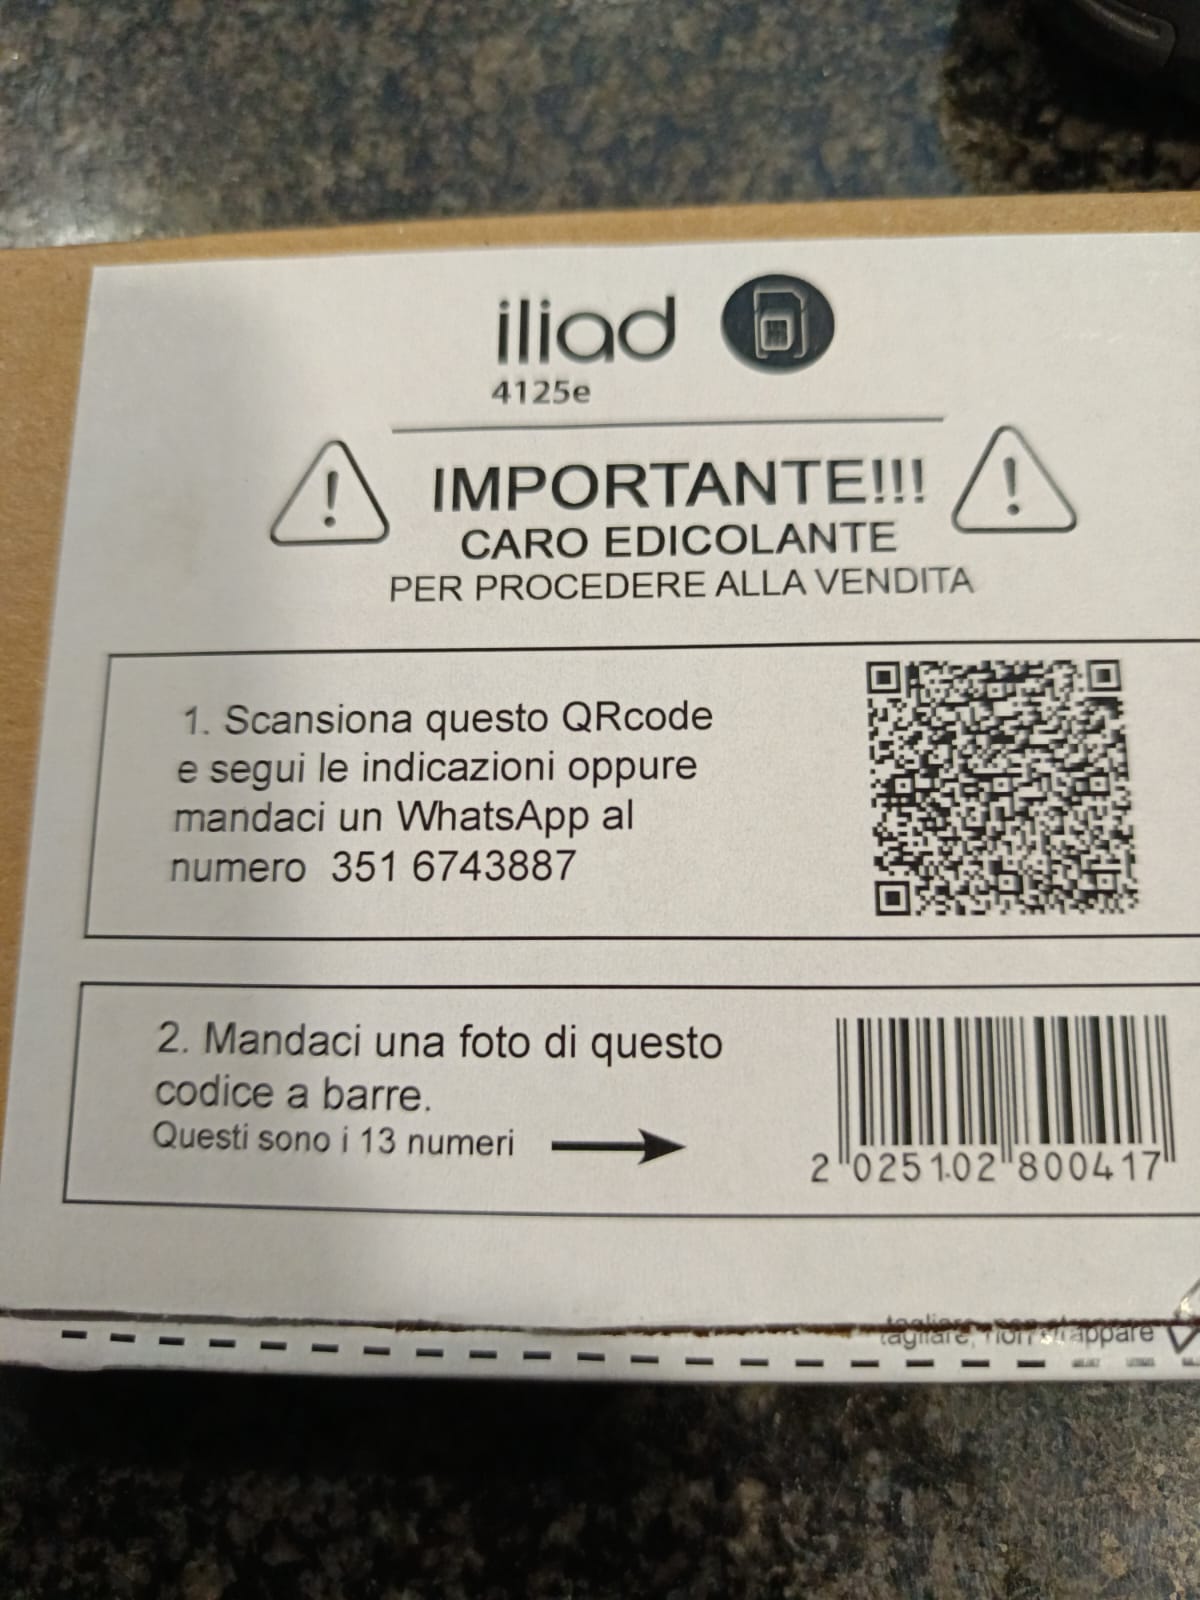 iliad
4125e
IMPORTANTE!!!
CARO EDICOLANTE
PER PROCEDERE ALLA VENDITA
1. Scansiona questo QRcode
e segui le indicazioni oppure
mandaci un WhatsApp al
numero 351 6743887
2. Mandaci una foto di questo
codice a barre.
Questi sono i 13 numeri
2 025102 800417
tagliare, non strappare